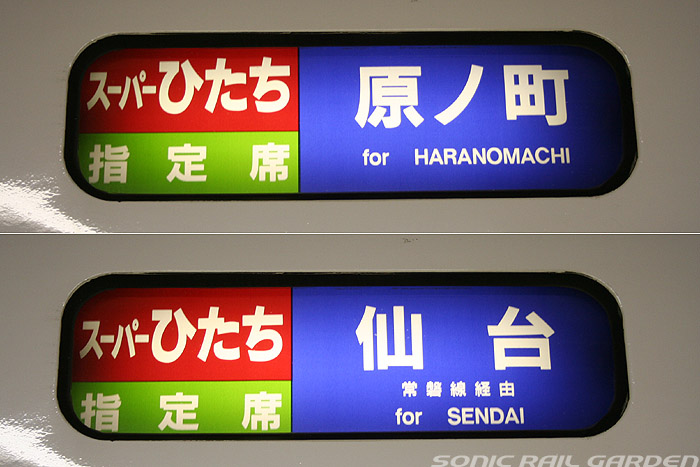 スーパーひたち
指定席
原ノ町
for HARANOMACHI
スーパーひたち
指定席
仙台
常磐線経由
for SENDAI
SONIC RAIL GARDEN